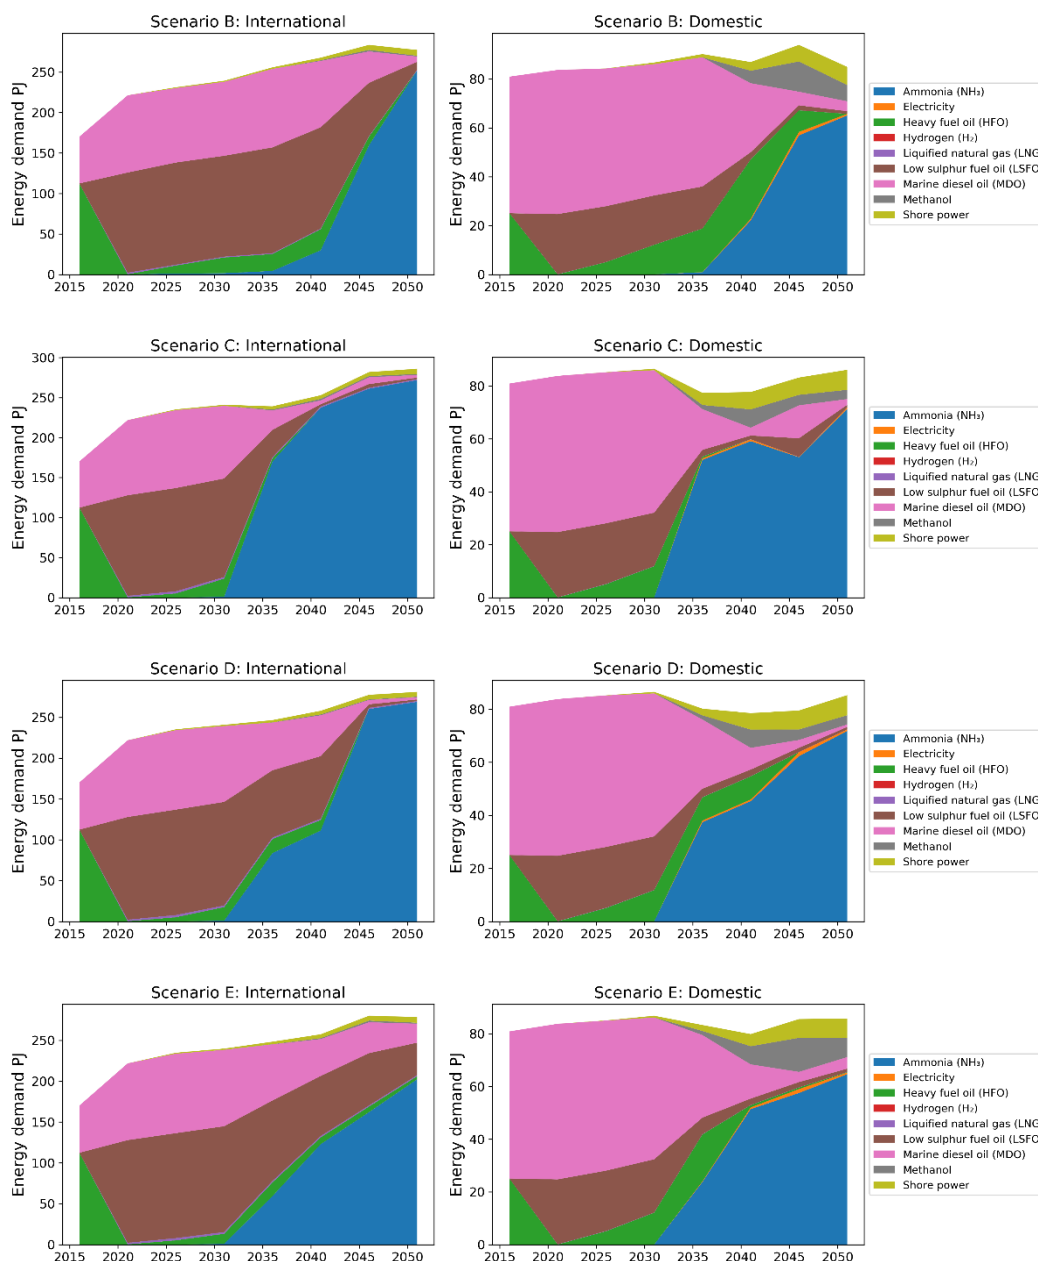 Scenario B: International
Energy demand PJ
250
200
150
100
50
0
2015 2020 2025 2030 2035 2040 2045 2050
Scenario B: Domestic
80
60
40
20
0
2015 2020 2025 2030 2035 2040 2045 2050
Ammonia (NH₃)
Electricity
Heavy fuel oil (HFO)
Hydrogen (H₂)
Liquified natural gas (LNG
Low sulphur fuel oil (LSFO
Marine diesel oil (MDO)
Methanol
Shore power
Scenario C: International
Energy demand PJ
300
250
200
150
100
50
0
2015 2020 2025 2030 2035 2040 2045 2050
Scenario C: Domestic
80
60
40
20
0
2015 2020 2025 2030 2035 2040 2045 2050
Ammonia (NH₃)
Electricity
Heavy fuel oil (HFO)
Hydrogen (H₂)
Liquified natural gas (LNG
Low sulphur fuel oil (LSFO
Marine diesel oil (MDO)
Methanol
Shore power
Scenario D: International
Energy demand PJ
250
200
150
100
50
0
2015 2020 2025 2030 2035 2040 2045 2050
Scenario D: Domestic
80
60
40
20
0
2015 2020 2025 2030 2035 2040 2045 2050
Ammonia (NH₃)
Electricity
Heavy fuel oil (HFO)
Hydrogen (H₂)
Liquified natural gas (LNG
Low sulphur fuel oil (LSFO
Marine diesel oil (MDO)
Methanol
Shore power
Scenario E: International
Energy demand PJ
250
200
150
100
50
0
2015 2020 2025 2030 2035 2040 2045 2050
Scenario E: Domestic
80
60
40
20
0
2015 2020 2025 2030 2035 2040 2045 2050
Ammonia (NH₃)
Electricity
Heavy fuel oil (HFO)
Hydrogen (H₂)
Liquified natural gas (LNG
Low sulphur fuel oil (LSFO
Marine diesel oil (MDO)
Methanol
Shore power